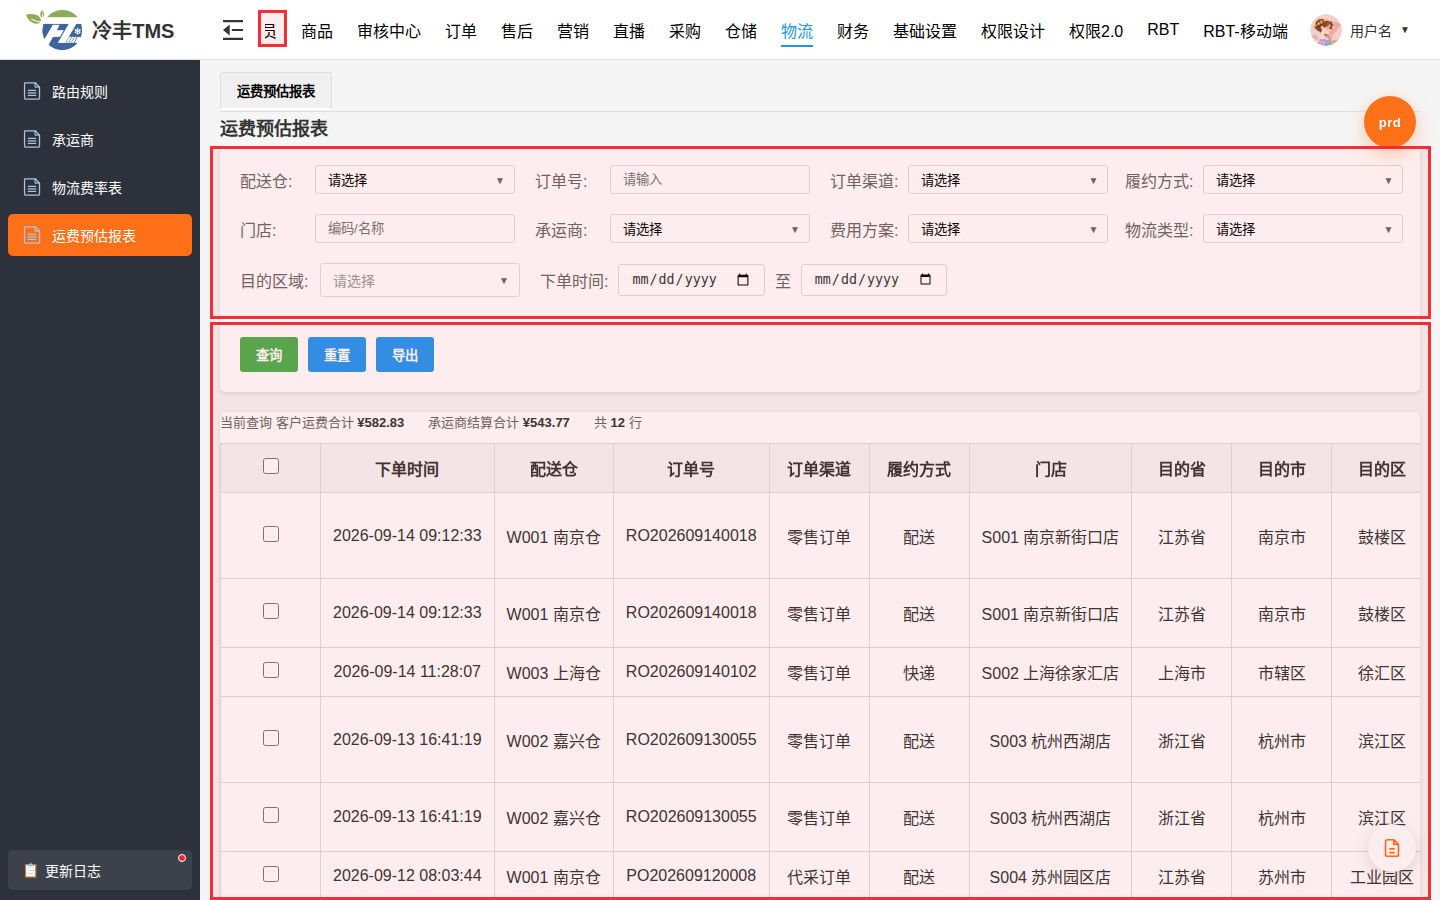 冷丰TMS
员 商品 审核中心 订单 售后 营销 直播 采购 仓储 物流 财务 基础设置 权限设计 权限2.0 RBT RBT-移动端 用户名 ▼
路由规则
承运商
物流费率表
运费预估报表
更新日志
运费预估报表
运费预估报表
prd
配送仓: 请选择 ▼ 订单号: 请输入 订单渠道: 请选择 ▼ 履约方式: 请选择 ▼
门店: 编码/名称 承运商: 请选择 ▼ 费用方案: 请选择 ▼ 物流类型: 请选择 ▼
目的区域: 请选择 ▼ 下单时间: mm/dd/yyyy 至 mm/dd/yyyy
查询 重置 导出
当前查询 客户运费合计 ¥582.83 承运商结算合计 ¥543.77 共 12 行
下单时间 配送仓 订单号 订单渠道 履约方式 门店 目的省 目的市 目的区
2026-09-14 09:12:33 W001 南京仓 RO202609140018 零售订单 配送 S001 南京新街口店 江苏省 南京市 鼓楼区
2026-09-14 09:12:33 W001 南京仓 RO202609140018 零售订单 配送 S001 南京新街口店 江苏省 南京市 鼓楼区
2026-09-14 11:28:07 W003 上海仓 RO202609140102 零售订单 快递 S002 上海徐家汇店 上海市 市辖区 徐汇区
2026-09-13 16:41:19 W002 嘉兴仓 RO202609130055 零售订单 配送 S003 杭州西湖店 浙江省 杭州市 滨江区
2026-09-13 16:41:19 W002 嘉兴仓 RO202609130055 零售订单 配送 S003 杭州西湖店 浙江省 杭州市 滨江区
2026-09-12 08:03:44 W001 南京仓 PO202609120008 代采订单 配送 S004 苏州园区店 江苏省 苏州市 工业园区